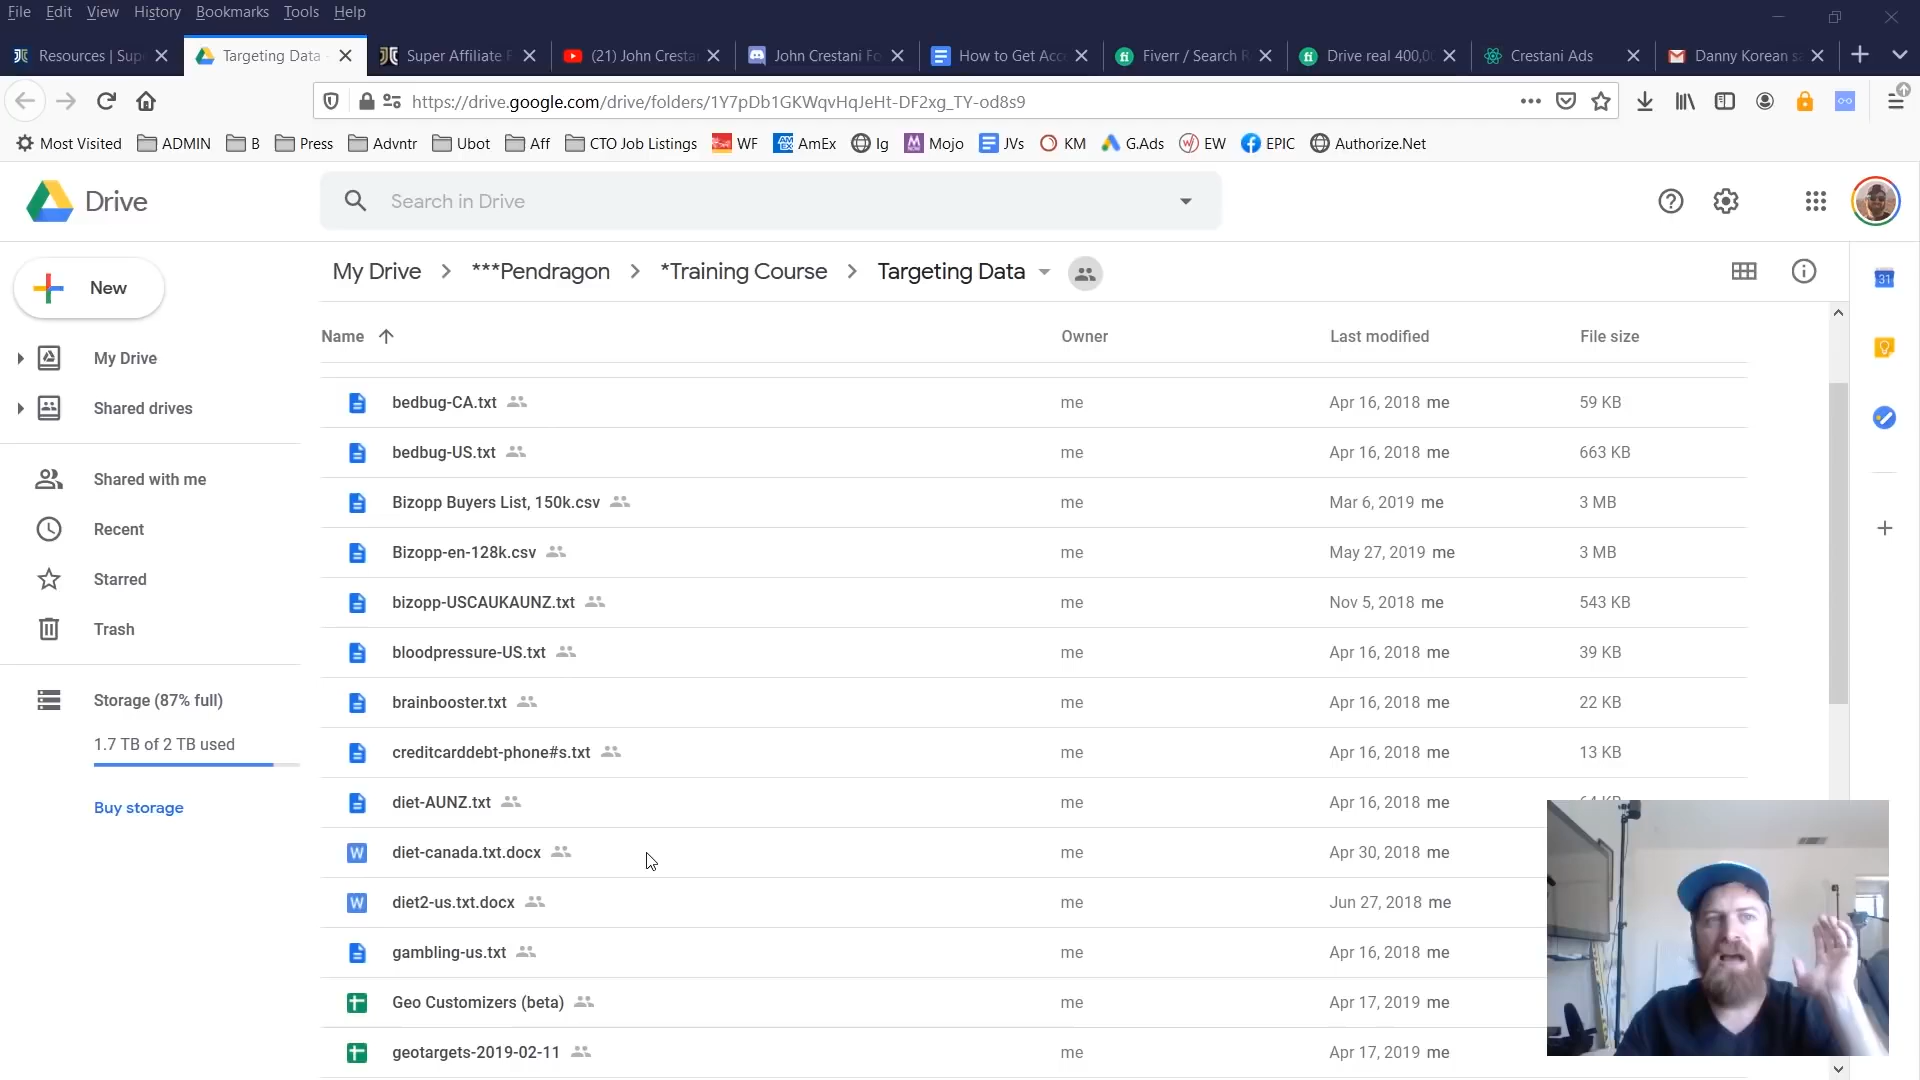 File Edit View History Bookmarks Tools Help
Resources | Sup Targeting Data - Super Affiliate (21) John Cresta John Crestani Fo How to Get Acc Fiverr / Search R Drive real 400,0 Crestani Ads Danny Korean s
https://drive.google.com/drive/folders/1Y7pDb1GKWqvHqJeHt-DF2xg_TY-od8s9
Most Visited ADMIN B Press Advntr Ubot Aff CTO Job Listings WF AmEx Ig Mojo JVs KM G.Ads EW EPIC Authorize.Net
Drive
Search in Drive
New
My Drive > ***Pendragon > *Training Course > Targeting Data
Name Owner Last modified File size
My Drive
Shared drives
Shared with me
Recent
Starred
Trash
Storage (87% full)
1.7 TB of 2 TB used
Buy storage
bedbug-CA.txt me Apr 16, 2018 me 59 KB
bedbug-US.txt me Apr 16, 2018 me 663 KB
Bizopp Buyers List, 150k.csv me Mar 6, 2019 me 3 MB
Bizopp-en-128k.csv me May 27, 2019 me 3 MB
bizopp-USCAUKAUNZ.txt me Nov 5, 2018 me 543 KB
bloodpressure-US.txt me Apr 16, 2018 me 39 KB
brainbooster.txt me Apr 16, 2018 me 22 KB
creditcarddebt-phone#s.txt me Apr 16, 2018 me 13 KB
diet-AUNZ.txt me Apr 16, 2018 me
diet-canada.txt.docx me Apr 30, 2018 me
diet2-us.txt.docx me Jun 27, 2018 me
gambling-us.txt me Apr 16, 2018 me
Geo Customizers (beta) me Apr 17, 2019 me
geotargets-2019-02-11 me Apr 17, 2019 me
31